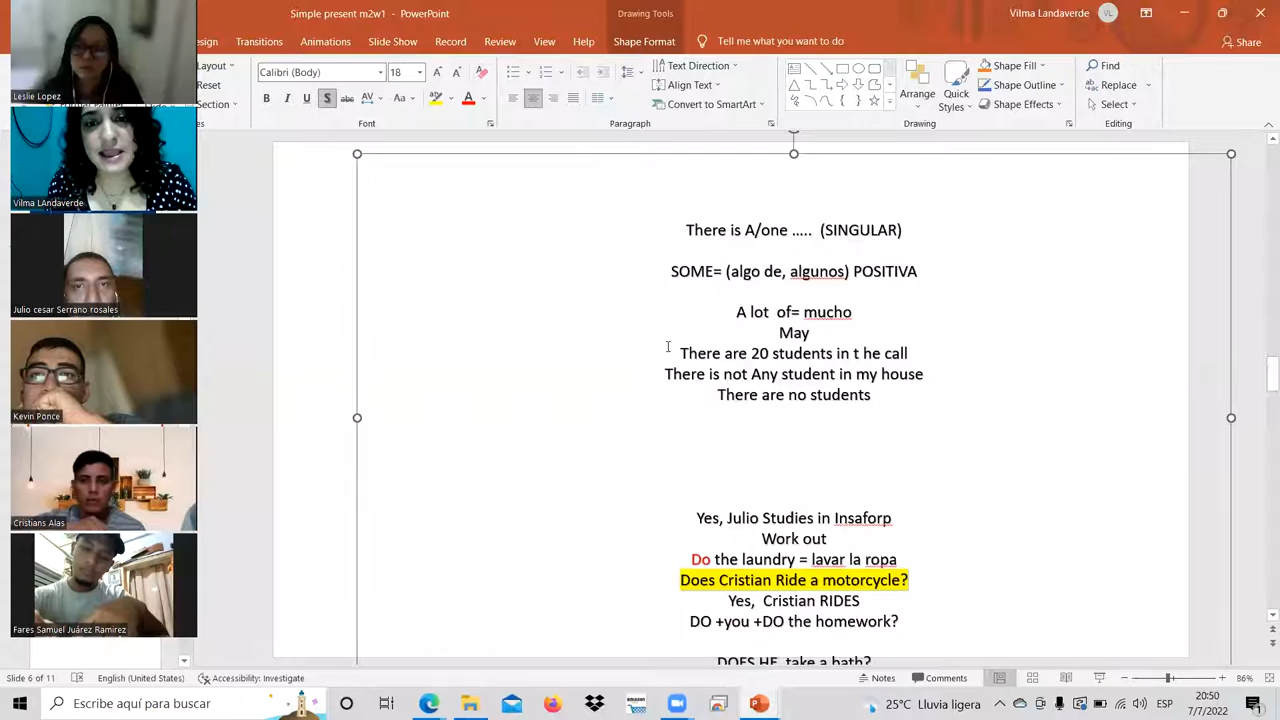 Simple present m2w1 - PowerPoint
Drawing Tools
Vilma Landaverde
VL
esign
Transitions
Animations
Slide Show
Record
Review
View
Help
Shape Format
Tell me what you want to do
Share
Layout
Reset
Section
Calibri (Body)
18
B I U S abc AV Aa A
Font
Text Direction
Align Text
Convert to SmartArt
Paragraph
Arrange
Quick
Styles
Shape Fill
Shape Outline
Shape Effects
Drawing
Find
Replace
Select
Editing
Leslie Lopez
Vilma LAndaverde
Julio cesar Serrano rosales
Kevin Ponce
Cristians Alas
Fares Samuel Juárez Ramirez
There is A/one ….. (SINGULAR)
SOME= (algo de, algunos) POSITIVA
A lot of= mucho
May
There are 20 students in t he call
There is not Any student in my house
There are no students
Yes, Julio Studies in Insaforp
Work out
Do the laundry = lavar la ropa
Does Cristian Ride a motorcycle?
Yes, Cristian RIDES
DO +you +DO the homework?
DOES HE take a bath?
Slide 6 of 11
English (United States)
Accessibility: Investigate
Notes
Comments
86%
Escribe aquí para buscar
amazon
25°C Lluvia ligera
ESP
20:50
7/7/2022